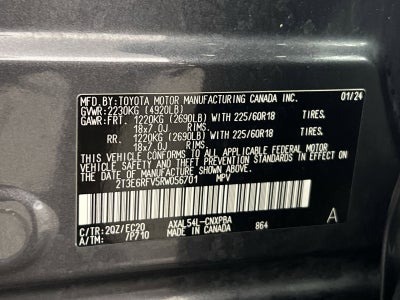 MFD.BY:TOYOTA MOTOR MANUFACTURING CANADA INC. 01/24
GVWR:2230KG (4920LB)
GAWR:FRT. 1220KG (2690LB) WITH 225/60R18 TIRES,
18x7.0J RIMS,
RR. 1220KG (2690LB) WITH 225/60R18 TIRES,
18x7.0J RIMS,
THIS VEHICLE CONFORMS TO ALL APPLICABLE FEDERAL MOTOR
VEHICLE SAFETY AND THEFT PREVENTION STANDARDS IN EFFECT ON THE
DATE OF MANUFACTURE SHOWN ABOVE.
2T3E6RFV5RW056701 MPV
C/TR:2QZ/EC20 AXAL54L-CNXPBA
A/TM: /P710 MADE IN CANADA 864 A